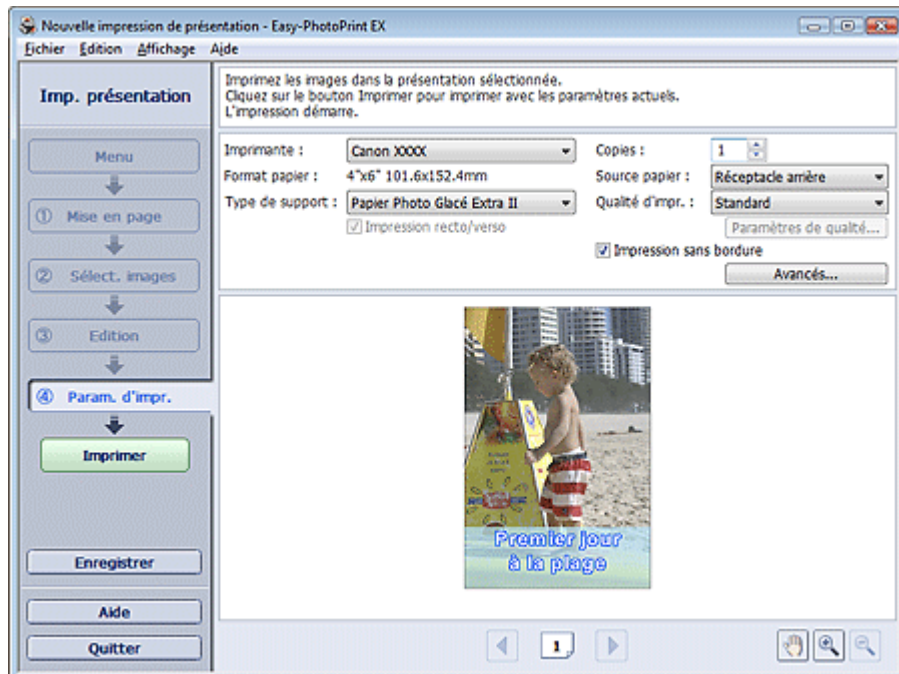 Nouvelle impression de présentation - Easy-PhotoPrint EX
Fichier Edition Affichage Aide
Imp. présentation
Menu
① Mise en page
② Sélect. images
③ Edition
④ Param. d'impr.
Imprimer
Enregistrer
Aide
Quitter
Imprimez les images dans la présentation sélectionnée.
Cliquez sur le bouton Imprimer pour imprimer avec les paramètres actuels.
L'impression démarre.
Imprimante : Canon XXXX
Copies : 1
Format papier : 4"x6" 101.6x152.4mm
Source papier : Réceptacle arrière
Type de support : Papier Photo Glacé Extra II
Qualité d'impr. : Standard
Impression recto/verso
Paramètres de qualité...
Impression sans bordure
Avancés...
Premier jour
à la plage
1